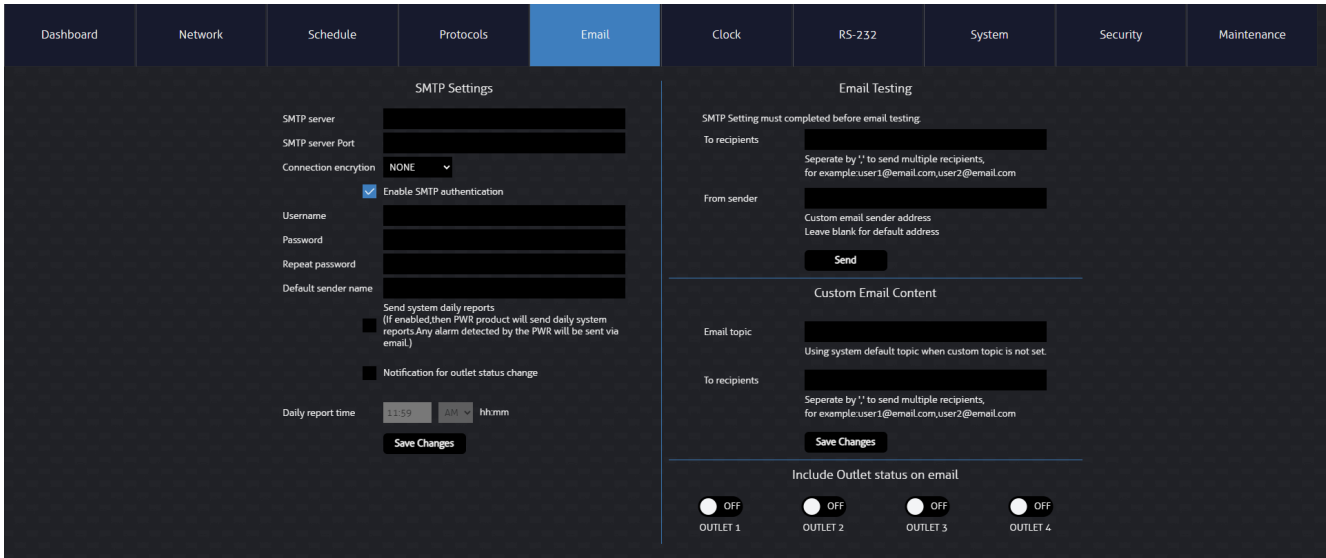 Dashboard Network Schedule Protocols Email Clock RS-232 System Security Maintenance
SMTP Settings
SMTP server
SMTP server Port
Connection encrytion NONE
Enable SMTP authentication
Username
Password
Repeat password
Default sender name
Send system daily reports
(If enabled,then PWR product will send daily system
reports.Any alarm detected by the PWR will be sent via
email.)
Notification for outlet status change
Daily report time 11:59 AM hh:mm
Save Changes
Email Testing
SMTP Setting must completed before email testing.
To recipients
Seperate by ',' to send multiple recipients,
for example:user1@email.com,user2@email.com
From sender
Custom email sender address
Leave blank for default address
Send
Custom Email Content
Email topic
Using system default topic when custom topic is not set.
To recipients
Seperate by ',' to send multiple recipients,
for example:user1@email.com,user2@email.com
Save Changes
Include Outlet status on email
OFF OFF OFF OFF
OUTLET 1 OUTLET 2 OUTLET 3 OUTLET 4